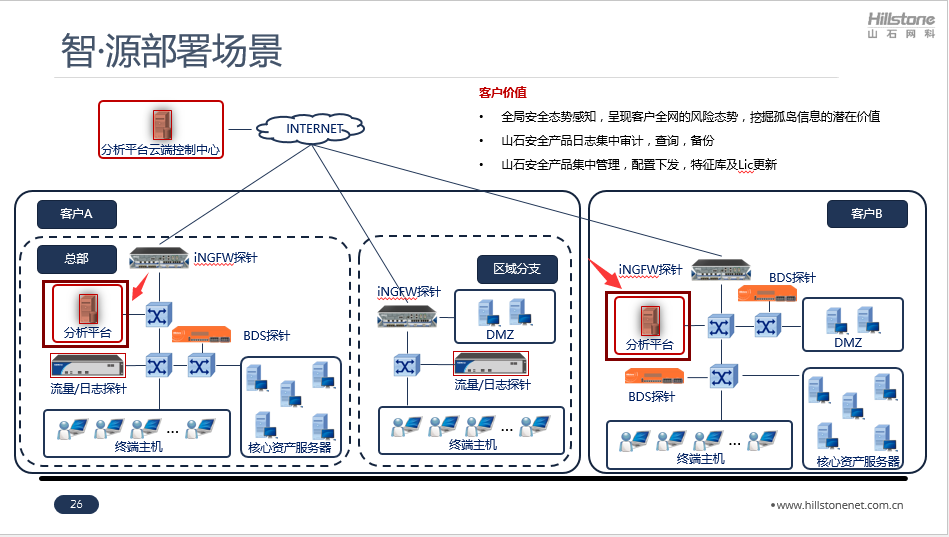 Hillstone
山石网科
智·源部署场景
客户价值
• 全局安全态势感知，呈现客户全网的风险态势，挖掘孤岛信息的潜在价值
• 山石安全产品日志集中审计，查询，备份
• 山石安全产品集中管理，配置下发，特征库及Lic更新
分析平台云端控制中心
INTERNET
客户A
总部
iNGFW探针
分析平台
BDS探针
流量/日志探针
终端主机
...
核心资产服务器
区域分支
iNGFW探针
DMZ
流量/日志探针
...
终端主机
客户B
iNGFW探针
BDS探针
分析平台
DMZ
BDS探针
...
终端主机
核心资产服务器
26
•www.hillstonenet.com.cn